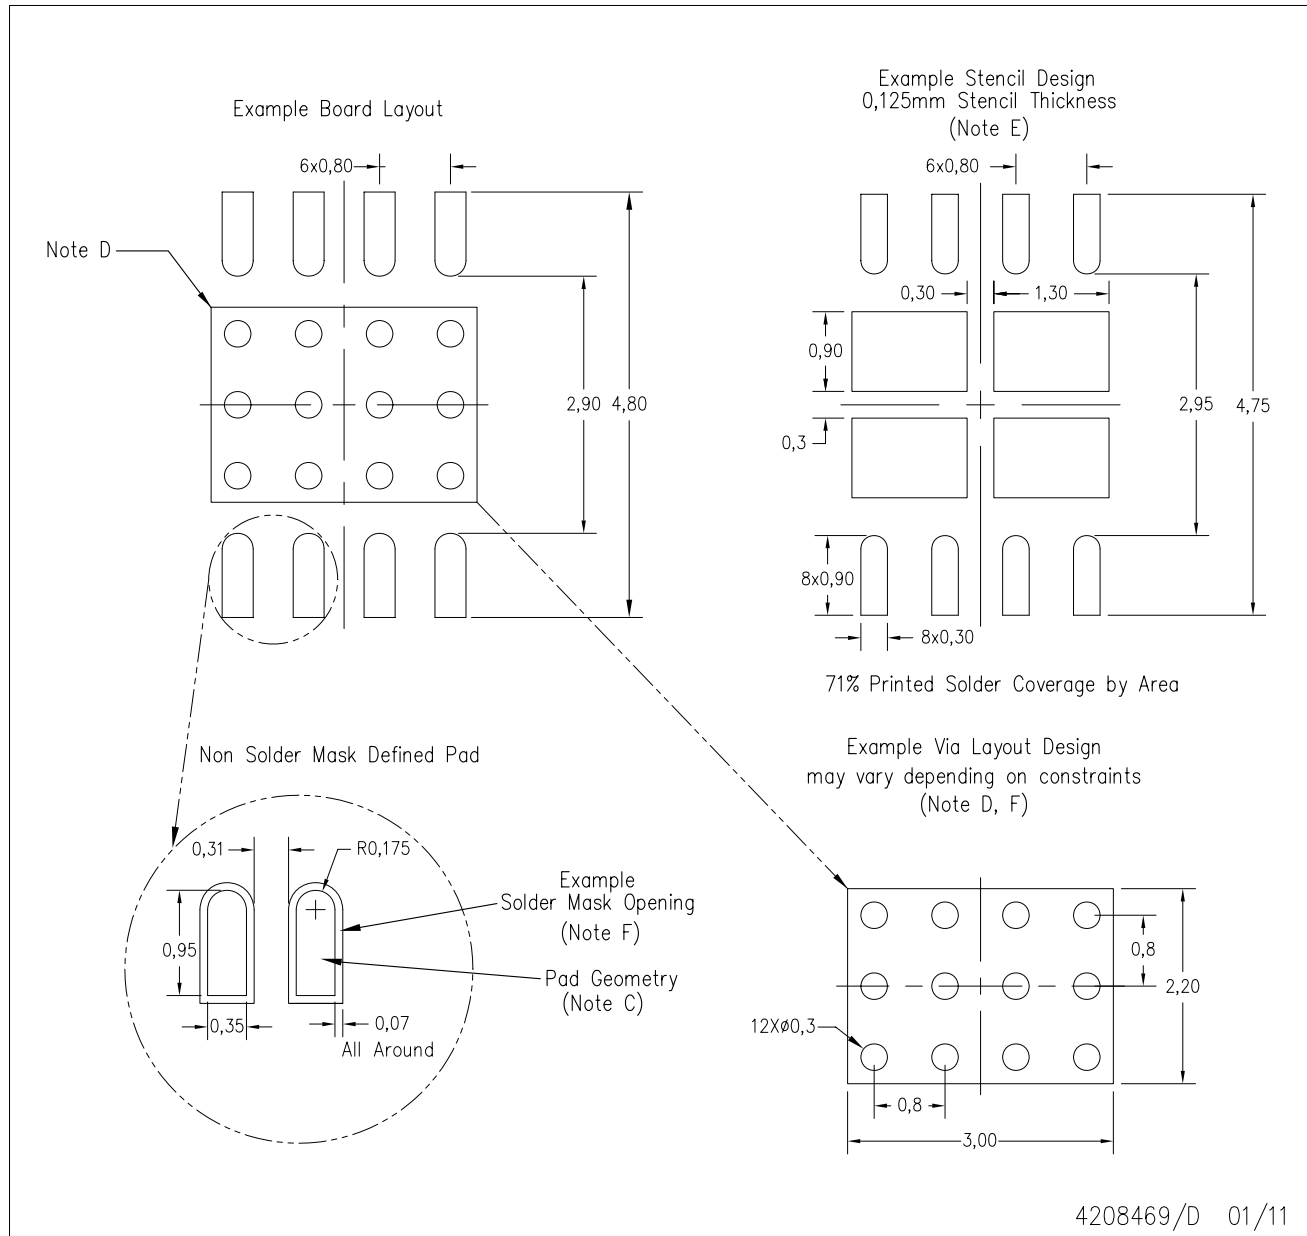 Example Board Layout
6x0,80
Note D
2,90
4,80
Example Stencil Design
0,125mm Stencil Thickness
(Note E)
6x0,80
0,30
1,30
0,90
0,3
2,95
4,75
8x0,90
8x0,30
71% Printed Solder Coverage by Area
Non Solder Mask Defined Pad
0,31
R0,175
Example
Solder Mask Opening
(Note F)
0,95
Pad Geometry
(Note C)
0,35
0,07
All Around
Example Via Layout Design
may vary depending on constraints
(Note D, F)
0,8
2,20
12XØ0,3
0,8
3,00
4208469/D 01/11